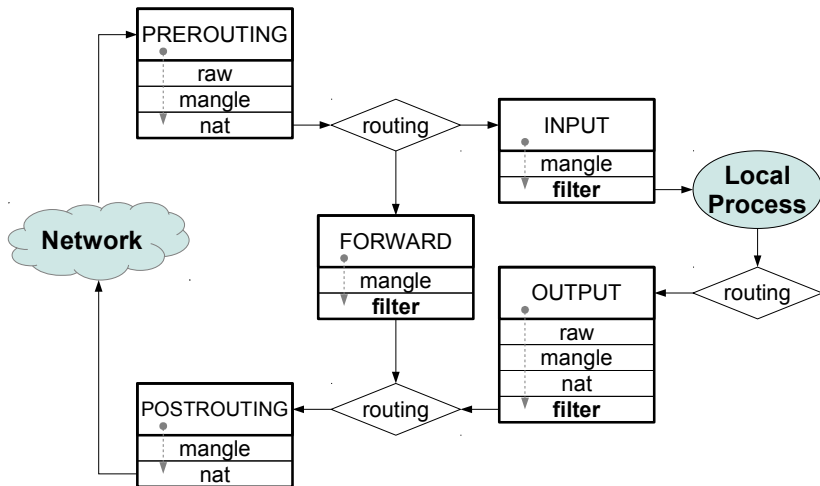 PREROUTING
raw
mangle
nat
routing
INPUT
mangle
filter
Local
Process
Network
FORWARD
mangle
filter
routing
OUTPUT
raw
mangle
nat
filter
routing
POSTROUTING
mangle
nat